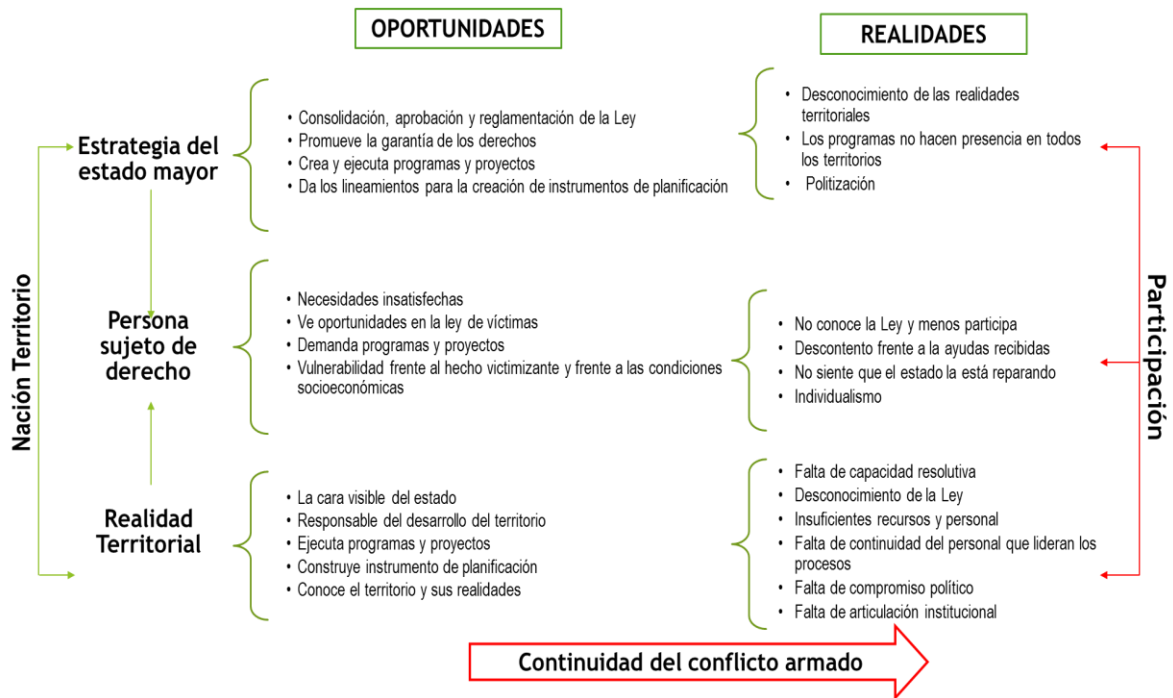 OPORTUNIDADES
REALIDADES
Nación Territorio
Estrategia del
estado mayor
• Consolidación, aprobación y reglamentación de la Ley
• Promueve la garantía de los derechos
• Crea y ejecuta programas y proyectos
• Da los lineamientos para la creación de instrumentos de planificación
• Desconocimiento de las realidades
territoriales
• Los programas no hacen presencia en todos
los territorios
• Politización
Persona
sujeto de
derecho
• Necesidades insatisfechas
• Ve oportunidades en la ley de víctimas
• Demanda programas y proyectos
• Vulnerabilidad frente al hecho victimizante y frente a las condiciones
socioeconómicas
• No conoce la Ley y menos participa
• Descontento frente a la ayudas recibidas
• No siente que el estado la está reparando
• Individualismo
Realidad
Territorial
• La cara visible del estado
• Responsable del desarrollo del territorio
• Ejecuta programas y proyectos
• Construye instrumento de planificación
• Conoce el territorio y sus realidades
• Falta de capacidad resolutiva
• Desconocimiento de la Ley
• Insuficientes recursos y personal
• Falta de continuidad del personal que lideran los
procesos
• Falta de compromiso político
• Falta de articulación institucional
Participación
Continuidad del conflicto armado